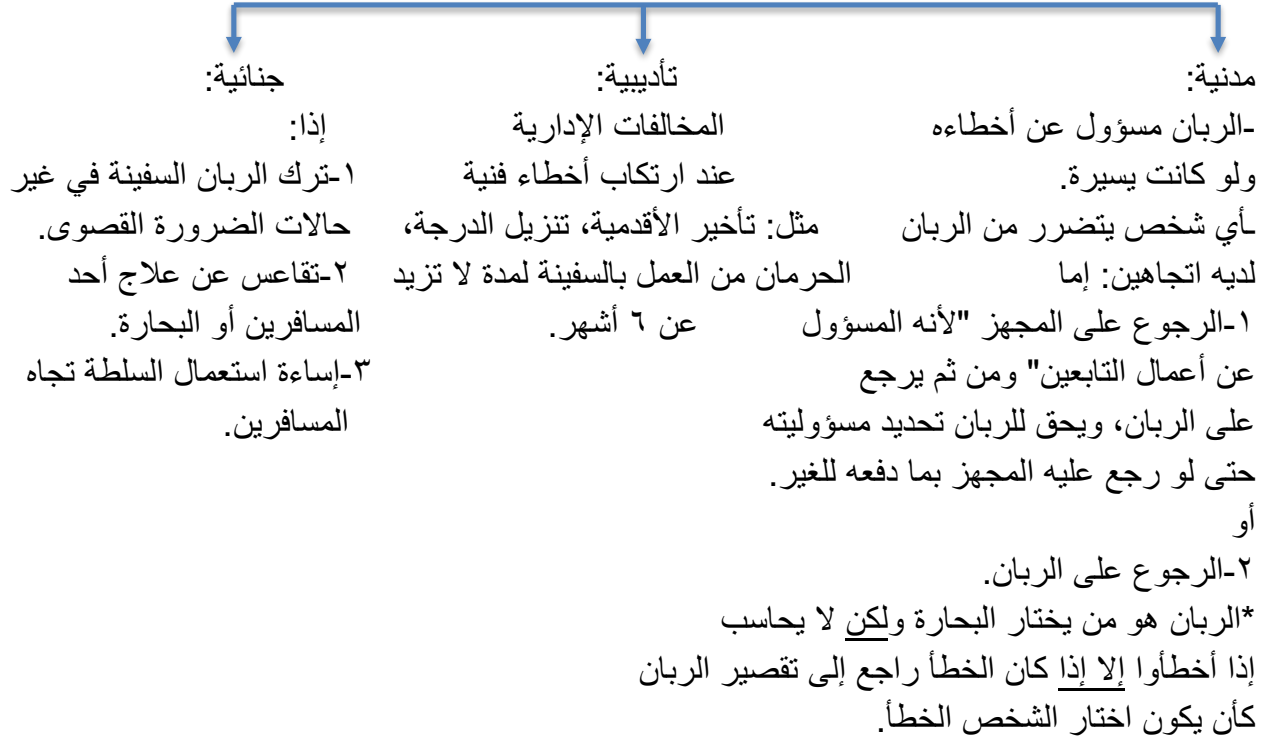 مدنية:
-الربان مسؤول عن أخطاءه
ولو كانت يسيرة.
-أي شخص يتضرر من الربان
لديه اتجاهين: إما
١-الرجوع على المجهز "لأنه المسؤول
عن أعمال التابعين" ومن ثم يرجع
على الربان، ويحق للربان تحديد مسؤوليته
حتى لو رجع عليه المجهز بما دفعه للغير.
أو
٢-الرجوع على الربان.
*الربان هو من يختار البحارة ولكن لا يحاسب
إذا أخطأوا إلا إذا كان الخطأ راجع إلى تقصير الربان
كأن يكون اختار الشخص الخطأ.
تأديبية:
المخالفات الإدارية
عند ارتكاب أخطاء فنية
مثل: تأخير الأقدمية، تنزيل الدرجة،
الحرمان من العمل بالسفينة لمدة لا تزيد
عن ٦ أشهر.
جنائية:
إذا:
١-ترك الربان السفينة في غير
حالات الضرورة القصوى.
٢-تقاعس عن علاج أحد
المسافرين أو البحارة.
٣-إساءة استعمال السلطة تجاه
المسافرين.